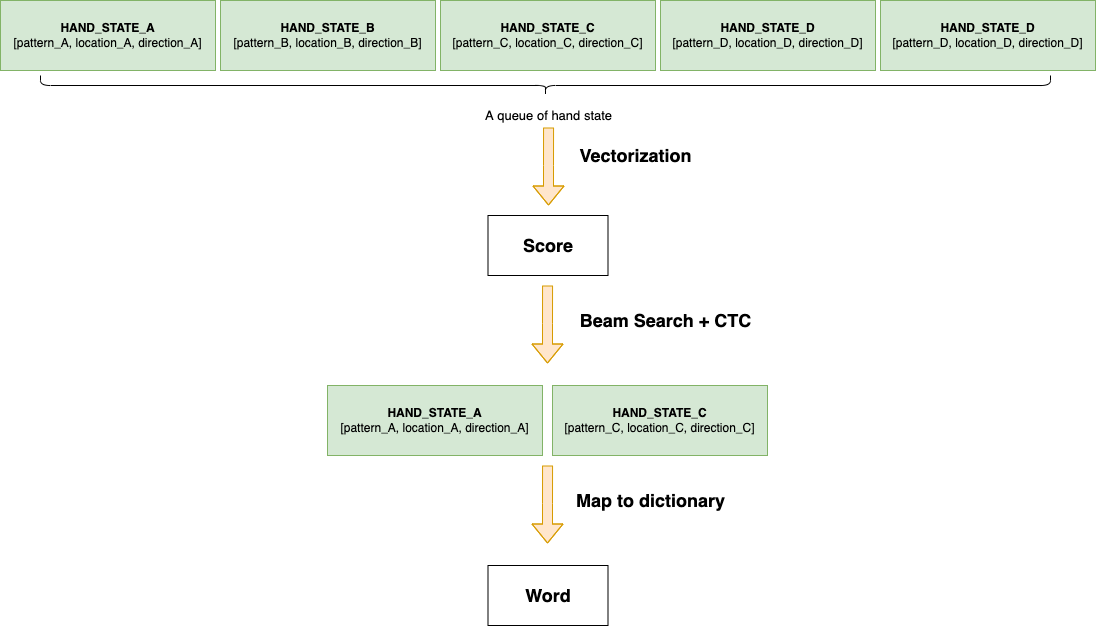 HAND_STATE_A
[pattern_A, location_A, direction_A]
HAND_STATE_B
[pattern_B, location_B, direction_B]
HAND_STATE_C
[pattern_C, location_C, direction_C]
HAND_STATE_D
[pattern_D, location_D, direction_D]
HAND_STATE_D
[pattern_D, location_D, direction_D]
A queue of hand state
Vectorization
Score
Beam Search + CTC
HAND_STATE_A
[pattern_A, location_A, direction_A]
HAND_STATE_C
[pattern_C, location_C, direction_C]
Map to dictionary
Word